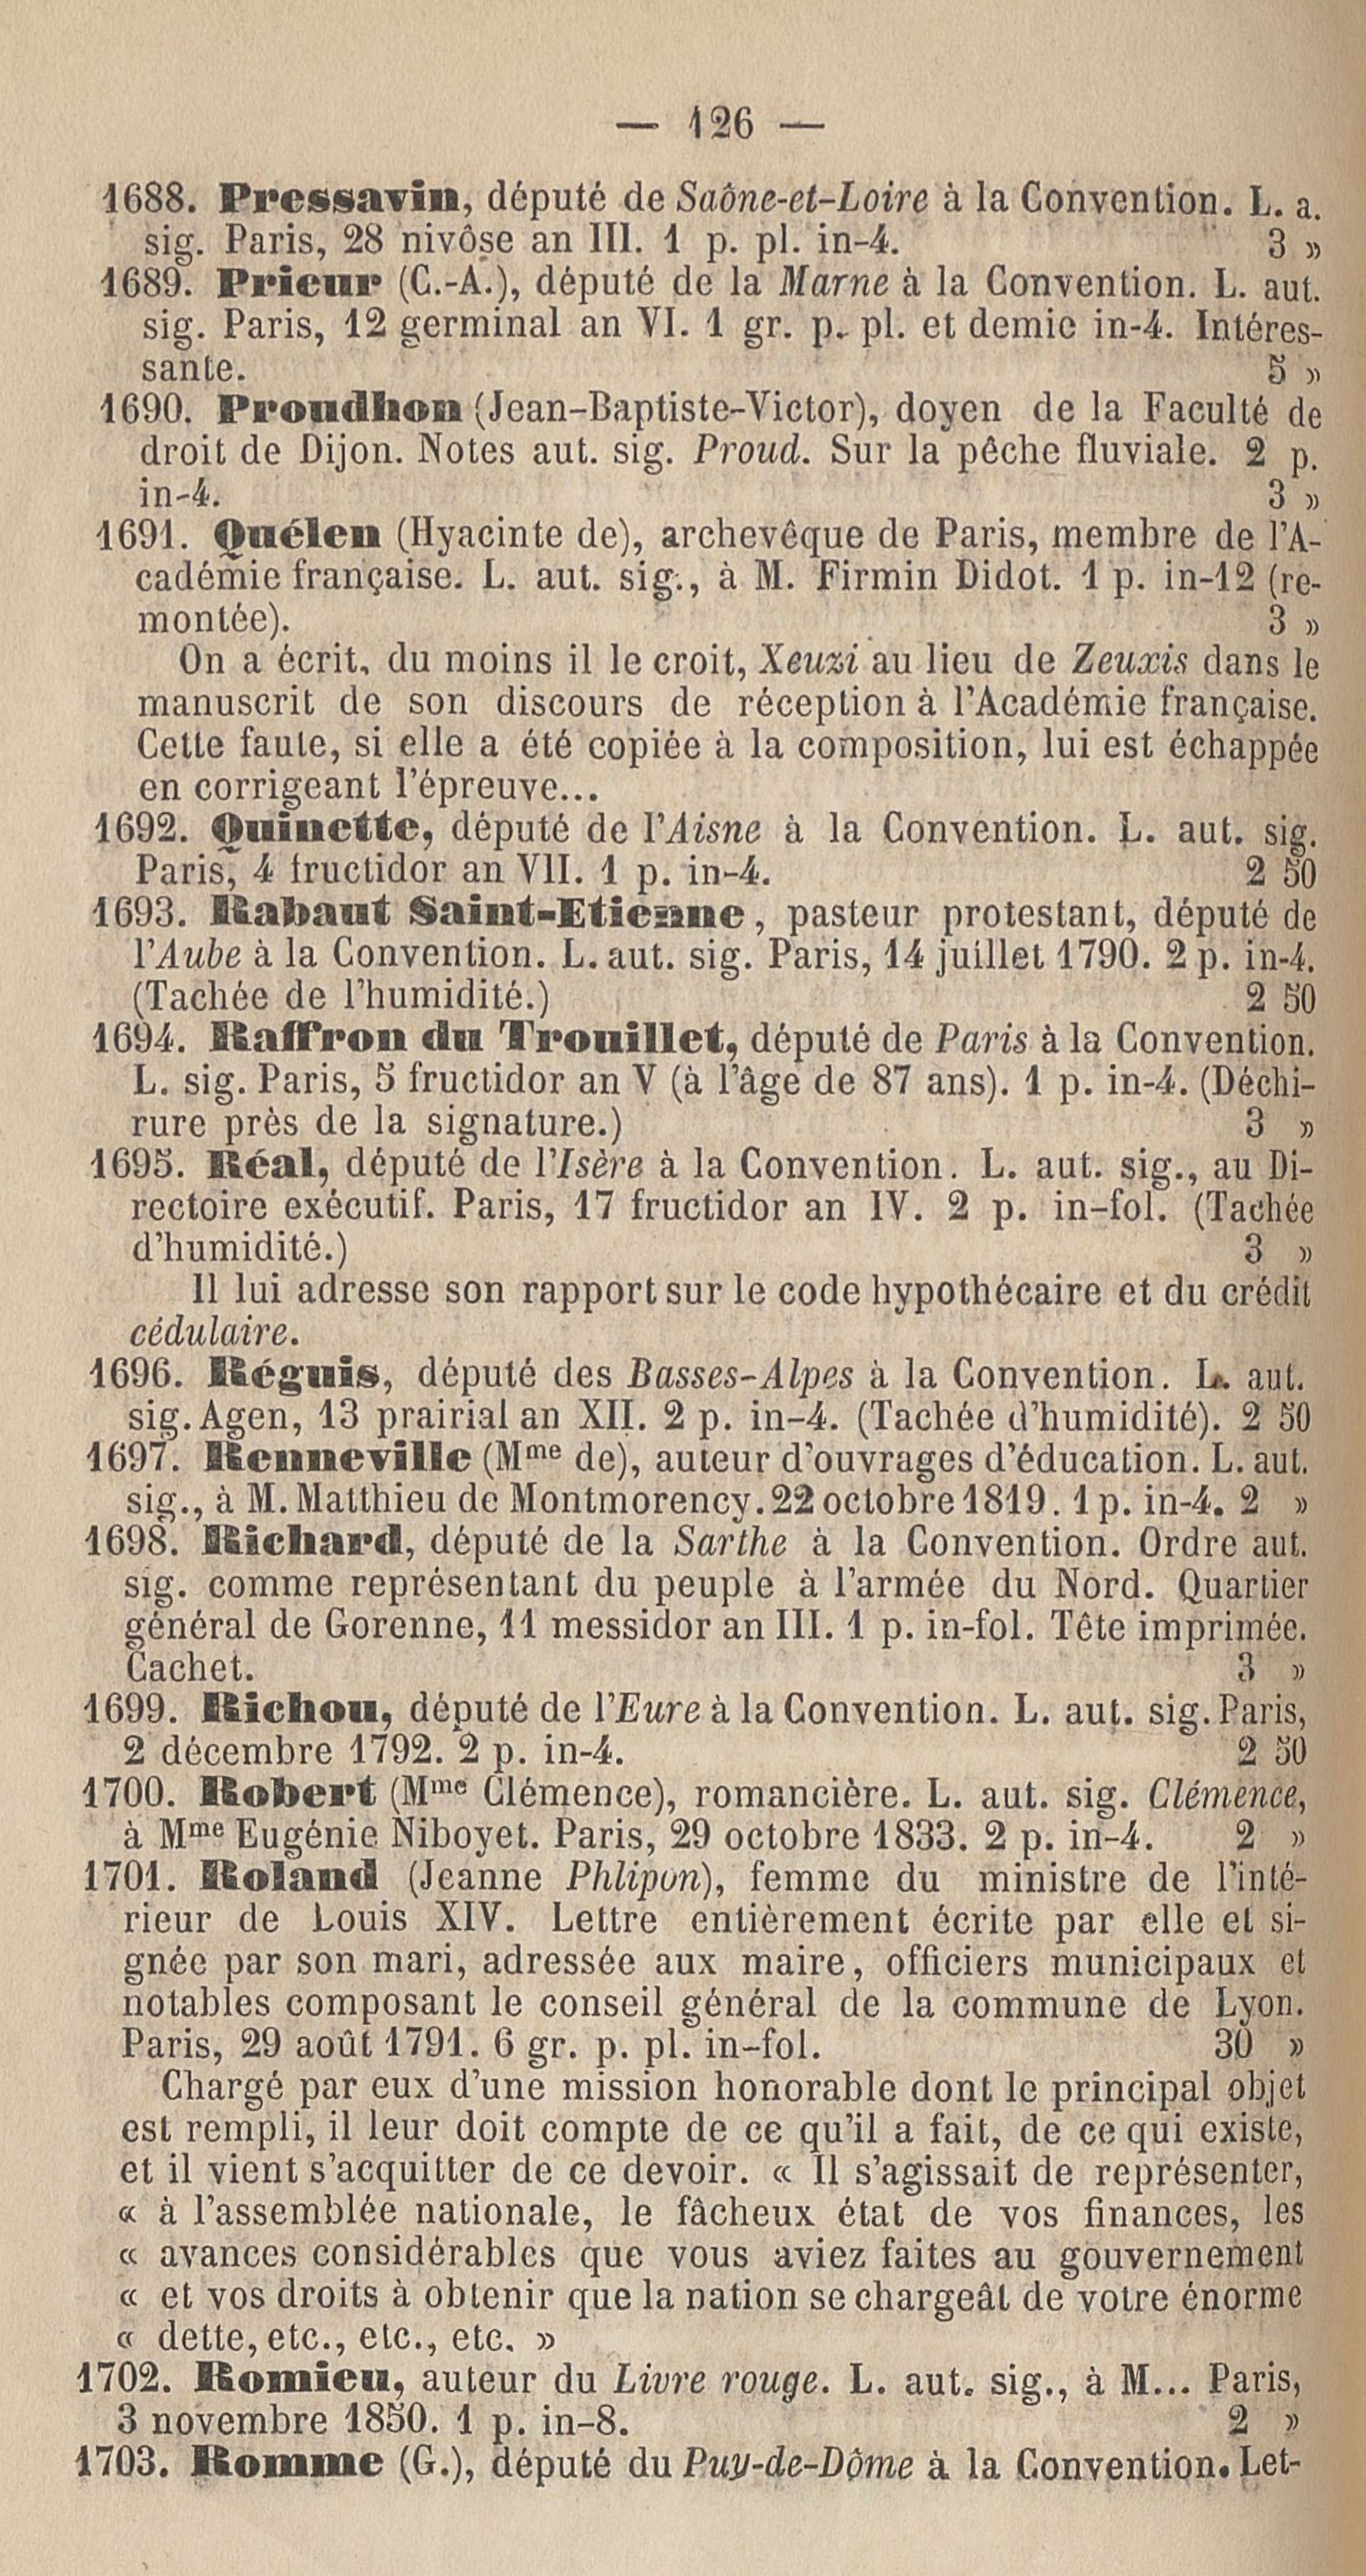 — 126 —
1688. Pressavin, député de Saône-et-Loire à la Convention. L. a.
sig. Paris, 28 nivôse an III. 1 p. pl. in-4. 3 »
1689. Prieur (C.-A.), député de la Marne à la Convention. L. aut.
sig. Paris, 12 germinal an VI. 1 gr. p. pl. et demie in-4. Intéres-
sante. 5 »
1690. Proudhon (Jean-Baptiste-Victor), doyen de la Faculté de
droit de Dijon. Notes aut. sig. Proud. Sur la pêche fluviale. 2 p.
in-4. 3 »
1691. Quélen (Hyacinte de), archevêque de Paris, membre de l'A-
cadémie française. L. aut. sig., à M. Firmin Didot. 1 p. in-12 (re-
montée). 3 »
On a écrit, du moins il le croit, Xeuzi au lieu de Zeuxis dans le
manuscrit de son discours de réception à l'Académie française.
Cette faute, si elle a été copiée à la composition, lui est échappée
en corrigeant l'épreuve...
1692. Quinette, député de l'Aisne à la Convention. L. aut. sig.
Paris, 4 fructidor an VII. 1 p. in-4. 2 50
1693. Rabaut Saint-Etienne, pasteur protestant, député de
l'Aube à la Convention. L. aut. sig. Paris, 14 juillet 1790. 2 p. in-4.
(Tachée de l'humidité.) 2 50
1694. Raffron du Trouillet, député de Paris à la Convention.
L. sig. Paris, 5 fructidor an V (à l'âge de 87 ans). 1 p. in-4. (Déchi-
rure près de la signature.) 3 »
1695. Réal, député de l'Isère à la Convention. L. aut. sig., au Di-
rectoire exécutif. Paris, 17 fructidor an IV. 2 p. in-fol. (Tachée
d'humidité.) 3 »
Il lui adresse son rapport sur le code hypothécaire et du crédit
cédulaire.
1696. Réguis, député des Basses-Alpes à la Convention. L. aut.
sig. Agen, 13 prairial an XII. 2 p. in-4. (Tachée d'humidité). 2 50
1697. Renneville (Mme de), auteur d'ouvrages d'éducation. L. aut.
sig., à M. Matthieu de Montmorency. 22 octobre 1819. 1 p. in-4. 2 »
1698. Richard, député de la Sarthe à la Convention. Ordre aut.
sig. comme représentant du peuple à l'armée du Nord. Quartier
général de Gorenne, 11 messidor an III. 1 p. in-fol. Tête imprimée.
Cachet. 3 »
1699. Richou, député de l'Eure à la Convention. L. aut. sig. Paris,
2 décembre 1792. 2 p. in-4. 2 50
1700. Robert (Mme Clémence), romancière. L. aut. sig. Clémence,
à Mme Eugénie Niboyet. Paris, 29 octobre 1833. 2 p. in-4. 2 »
1701. Roland (Jeanne Phlipon), femme du ministre de l'inté-
rieur de Louis XIV. Lettre entièrement écrite par elle et si-
gnée par son mari, adressée aux maire, officiers municipaux et
notables composant le conseil général de la commune de Lyon.
Paris, 29 août 1791. 6 gr. p. pl. in-fol. 30 »
Chargé par eux d'une mission honorable dont le principal objet
est rempli, il leur doit compte de ce qu'il a fait, de ce qui existe,
et il vient s'acquitter de ce devoir. « Il s'agissait de représenter,
« à l'assemblée nationale, le fâcheux état de vos finances, les
« avances considérables que vous aviez faites au gouvernement
« et vos droits à obtenir que la nation se chargeât de votre énorme
« dette, etc., etc., etc. »
1702. Romieu, auteur du Livre rouge. L. aut. sig., à M... Paris,
3 novembre 1850. 1 p. in-8. 2 »
1703. Romme (G.), député du Puy-de-Dôme à la Convention. Let-